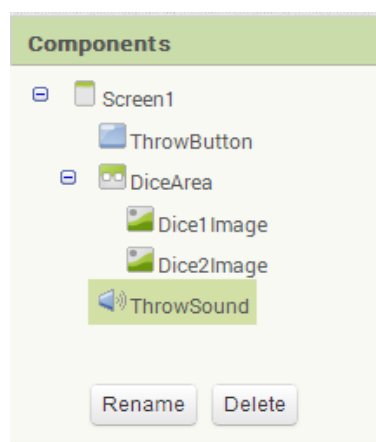 Components
Screen1
ThrowButton
DiceArea
Dice1Image
Dice2Image
ThrowSound
Rename Delete